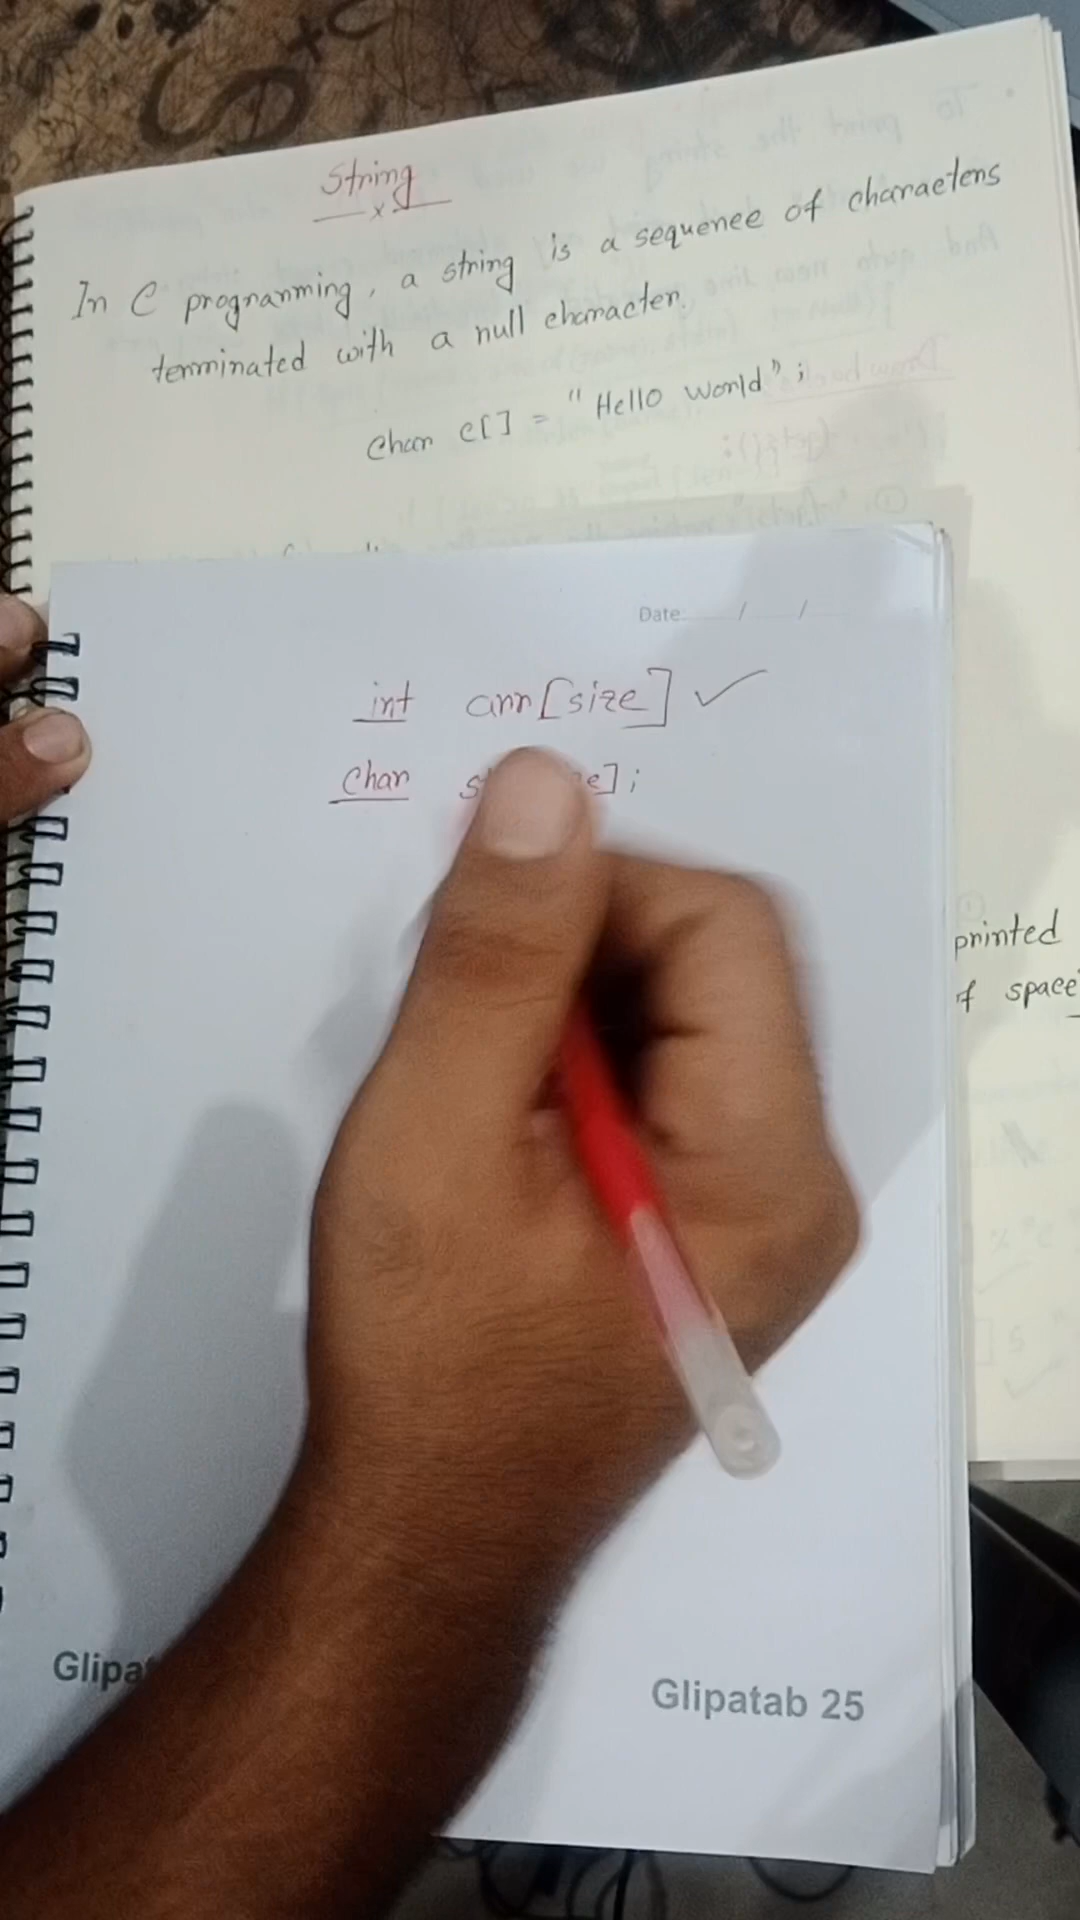 String
x
In C programming, a string is a sequence of characters
terminated with a null character.
char c[] = "Hello world";
Date / /
int arr[size] ✓
char
printed
of space
Glipatab 25